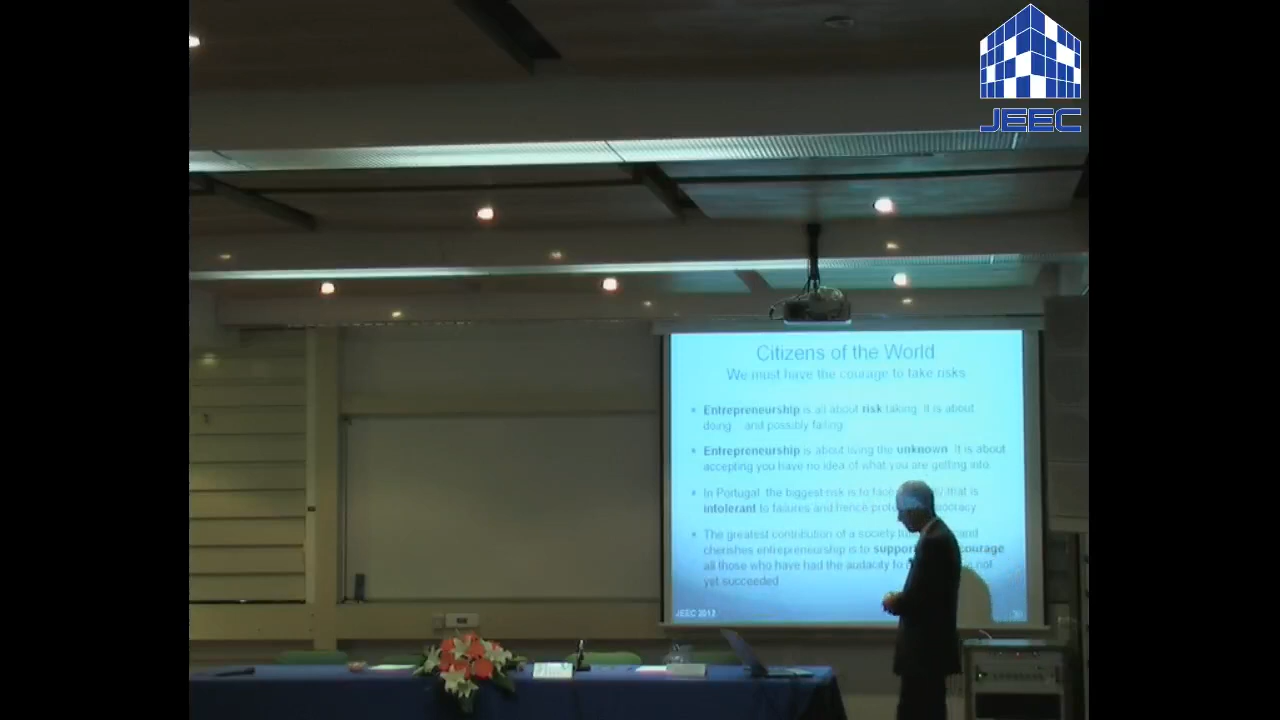 JEEC
Citizens of the World
We must have the courage to take risks
Entrepreneurship is all about risk taking. It is about
doing and possibly failing
Entrepreneurship is about living the unknown. It is about
accepting you have no idea of what you are getting into.
In Portugal, the biggest risk is to face that is
intolerant to failures and hence
The greatest contribution of a society and
cherishes entrepreneurship is to support
all those who have had the audacity to not
yet succeeded
JEEC 2012